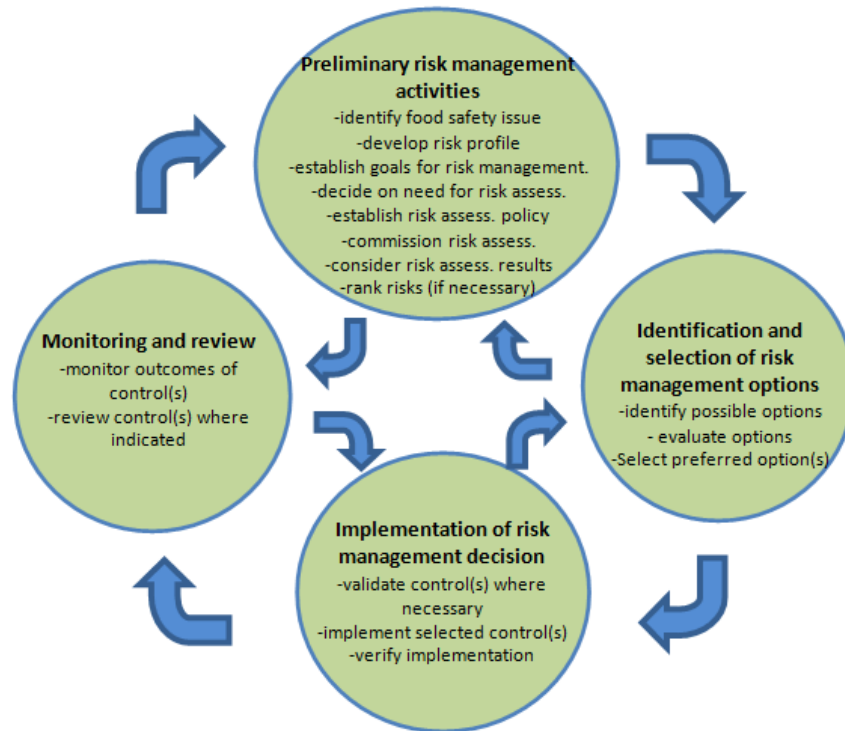 Preliminary risk management
activities
-identify food safety issue
-develop risk profile
-establish goals for risk management.
-decide on need for risk assess.
-establish risk assess. policy
-commission risk assess.
-consider risk assess. results
-rank risks (if necessary)
Identification and
selection of risk
management options
-identify possible options
- evaluate options
-Select preferred option(s)
Implementation of risk
management decision
-validate control(s) where
necessary
-implement selected control(s)
-verify implementation
Monitoring and review
-monitor outcomes of
control(s)
-review control(s) where
indicated